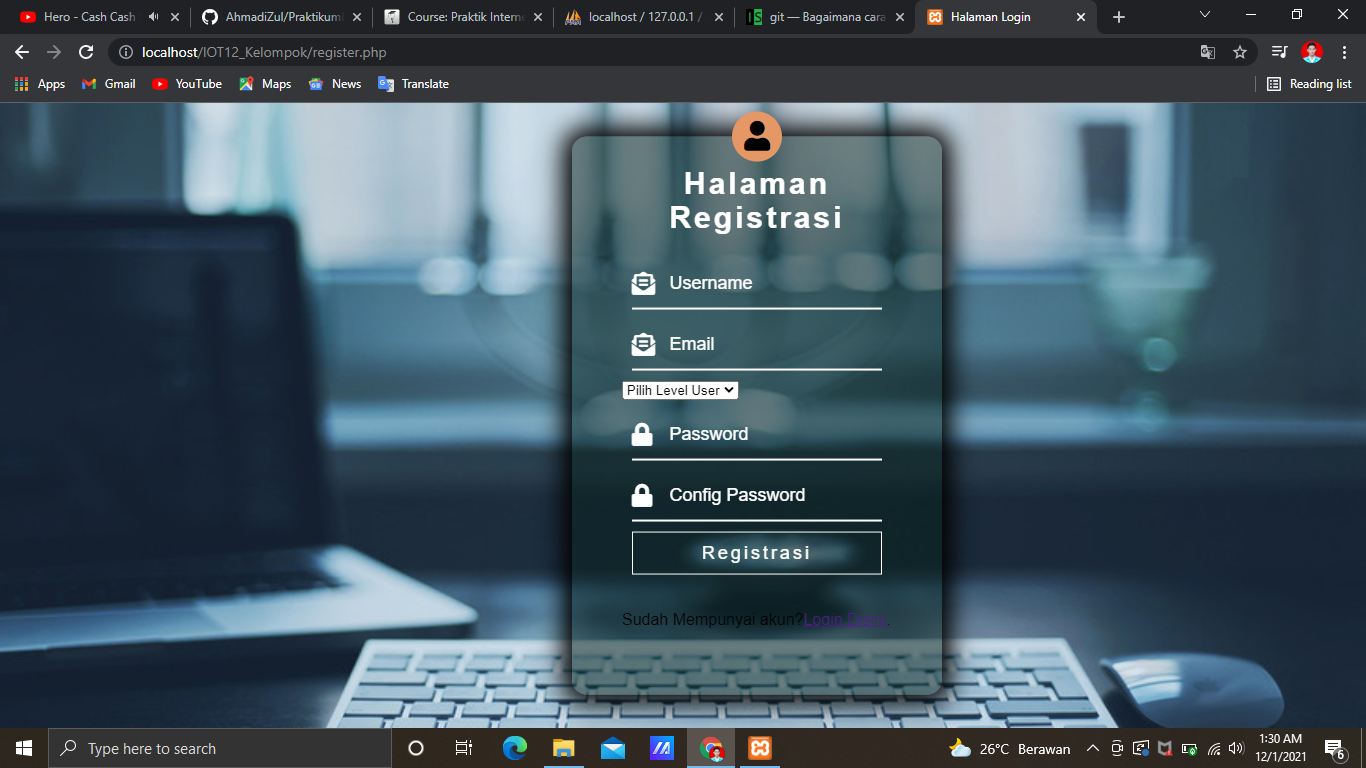 Hero - Cash Cash
AhmadiZul/Praktikum
Course: Praktik Intern
localhost / 127.0.0.1 /
git — Bagaimana cara
Halaman Login
localhost/IOT12_Kelompok/register.php
Apps
Gmail
YouTube
Maps
News
Translate
Reading list
Halaman
Registrasi
Username
Email
Pilih Level User
Password
Config Password
Registrasi
Sudah Mempunyai akun?Login Disini.
Type here to search
26°C Berawan
1:30 AM
12/1/2021
6